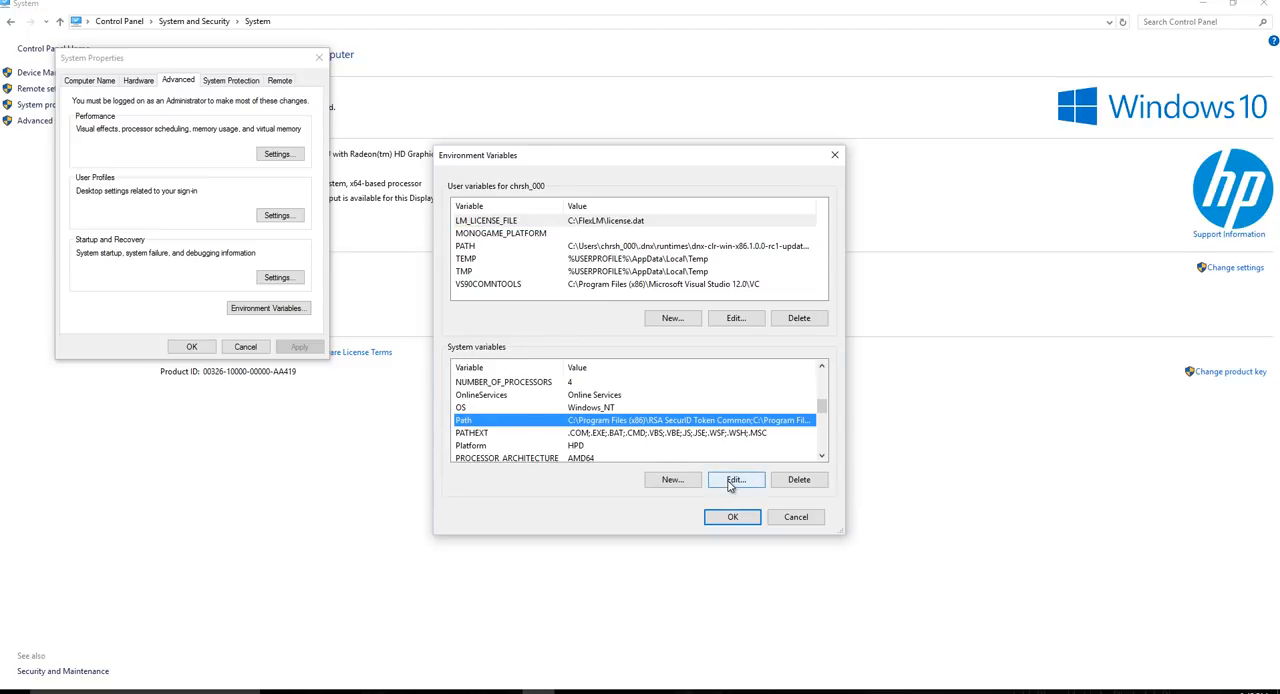 System
Control Panel
System and Security
System
Search Control Panel
Control Pan
puter
System Properties
Computer Name
Hardware
Advanced
System Protection
Remote
You must be logged on as an Administrator to make most of these changes.
Performance
Visual effects, processor scheduling, memory usage, and virtual memory
Settings...
User Profiles
Desktop settings related to your sign-in
Settings...
Startup and Recovery
System startup, system failure, and debugging information
Settings...
Environment Variables...
OK
Cancel
Apply
Device Ma
Remote set
System pro
Advanced
rd.
Windows 10
U with Radeon(tm) HD Graphic
stem, x64-based processor
put is available for this Display
hp
Support Information
Change settings
are License Terms
Product ID: 00326-10000-00000-AA419
Change product key
Environment Variables
User variables for chrsh_000
Variable Value
LM_LICENSE_FILE C:\FlexLM\license.dat
MONOGAME_PLATFORM
PATH C:\Users\chrsh_000\.dnx\runtimes\dnx-clr-win-x86.1.0.0-rc1-updat...
TEMP %USERPROFILE%\AppData\Local\Temp
TMP %USERPROFILE%\AppData\Local\Temp
VS90COMNTOOLS C:\Program Files (x86)\Microsoft Visual Studio 12.0\VC
New... Edit... Delete
System variables
Variable Value
NUMBER_OF_PROCESSORS 4
OnlineServices Online Services
OS Windows_NT
Path C:\Program Files (x86)\RSA SecurID Token Common;C:\Program Fil...
PATHEXT .COM;.EXE;.BAT;.CMD;.VBS;.VBE;.JS;.JSE;.WSF;.WSH;.MSC
Platform HPD
PROCESSOR_ARCHITECTURE AMD64
New... Edit... Delete
OK Cancel
See also
Security and Maintenance